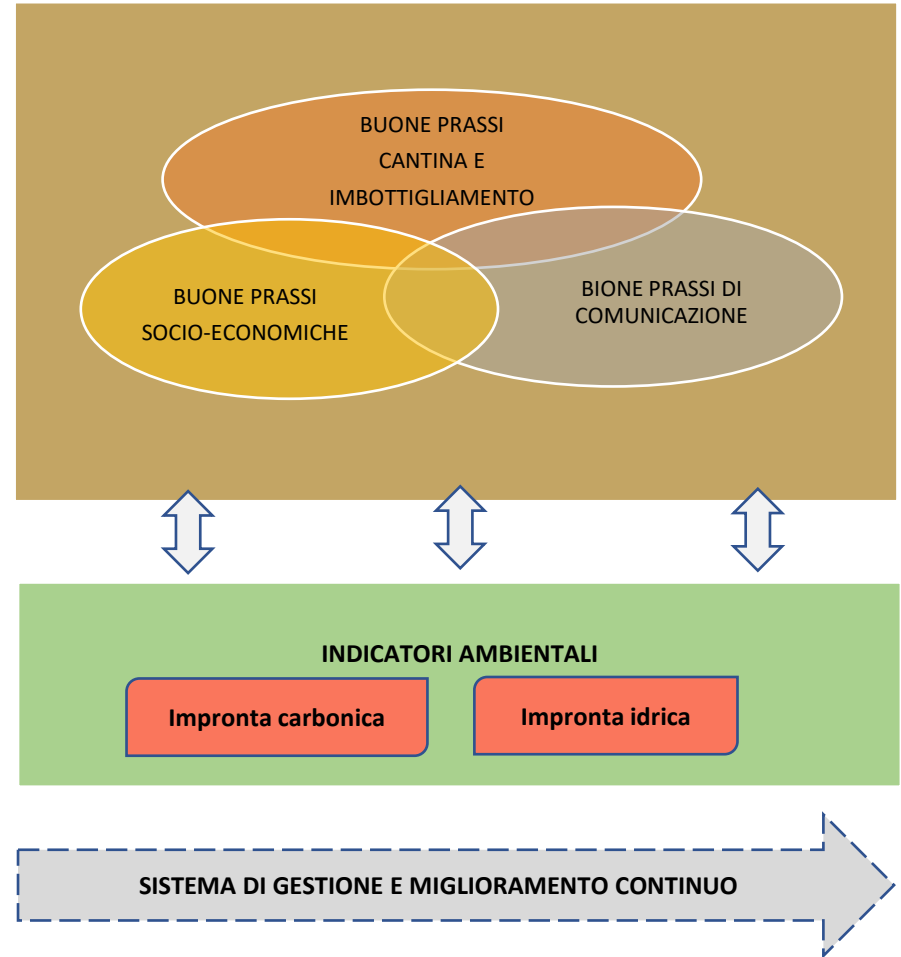 BUONE PRASSI
CANTINA E
IMBOTTIGLIAMENTO
BUONE PRASSI
SOCIO-ECONOMICHE
BIONE PRASSI DI
COMUNICAZIONE
INDICATORI AMBIENTALI
Impronta carbonica
Impronta idrica
SISTEMA DI GESTIONE E MIGLIORAMENTO CONTINUO